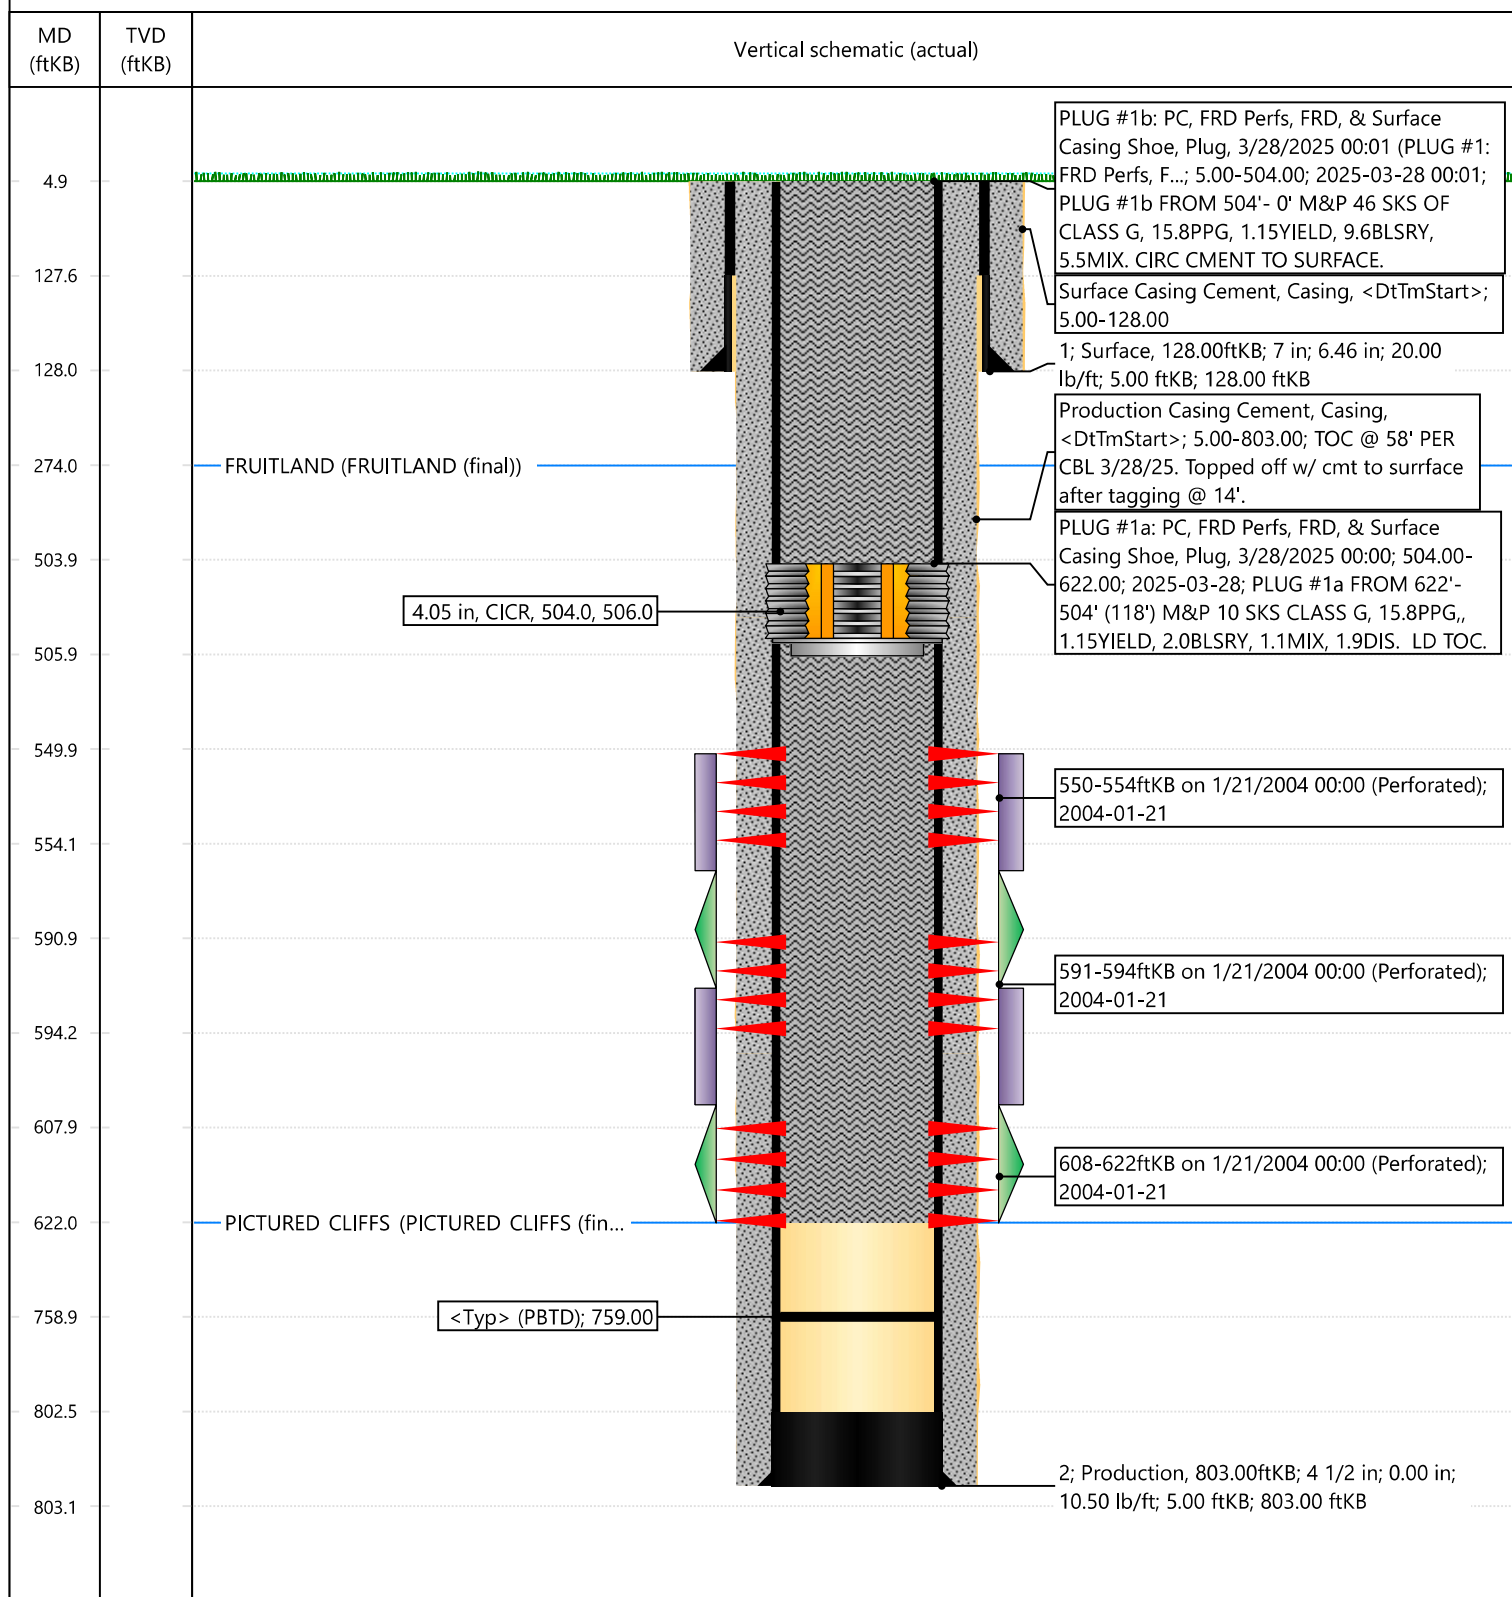 MD
(ftKB)
TVD
(ftKB)
Vertical schematic (actual)
PLUG #1b: PC, FRD Perfs, FRD, & Surface
Casing Shoe, Plug, 3/28/2025 00:01 (PLUG #1:
FRD Perfs, F...; 5.00-504.00; 2025-03-28 00:01;
PLUG #1b FROM 504'- 0' M&P 46 SKS OF
CLASS G, 15.8PPG, 1.15YIELD, 9.6BLSRY,
5.5MIX. CIRC CMENT TO SURFACE.
4.9
127.6
Surface Casing Cement, Casing, <DtTmStart>;
5.00-128.00
1; Surface, 128.00ftKB; 7 in; 6.46 in; 20.00
lb/ft; 5.00 ftKB; 128.00 ftKB
128.0
Production Casing Cement, Casing,
<DtTmStart>; 5.00-803.00; TOC @ 58' PER
CBL 3/28/25. Topped off w/ cmt to surrface
after tagging @ 14'.
274.0
FRUITLAND (FRUITLAND (final))
PLUG #1a: PC, FRD Perfs, FRD, & Surface
Casing Shoe, Plug, 3/28/2025 00:00; 504.00-
622.00; 2025-03-28; PLUG #1a FROM 622'-
504' (118') M&P 10 SKS CLASS G, 15.8PPG,,
1.15YIELD, 2.0BLSRY, 1.1MIX, 1.9DIS. LD TOC.
503.9
4.05 in, CICR, 504.0, 506.0
505.9
549.9
550-554ftKB on 1/21/2004 00:00 (Perforated);
2004-01-21
554.1
590.9
591-594ftKB on 1/21/2004 00:00 (Perforated);
2004-01-21
594.2
607.9
608-622ftKB on 1/21/2004 00:00 (Perforated);
2004-01-21
622.0
PICTURED CLIFFS (PICTURED CLIFFS (fin...
758.9
<Typ> (PBTD); 759.00
802.5
2; Production, 803.00ftKB; 4 1/2 in; 0.00 in;
10.50 lb/ft; 5.00 ftKB; 803.00 ftKB
803.1